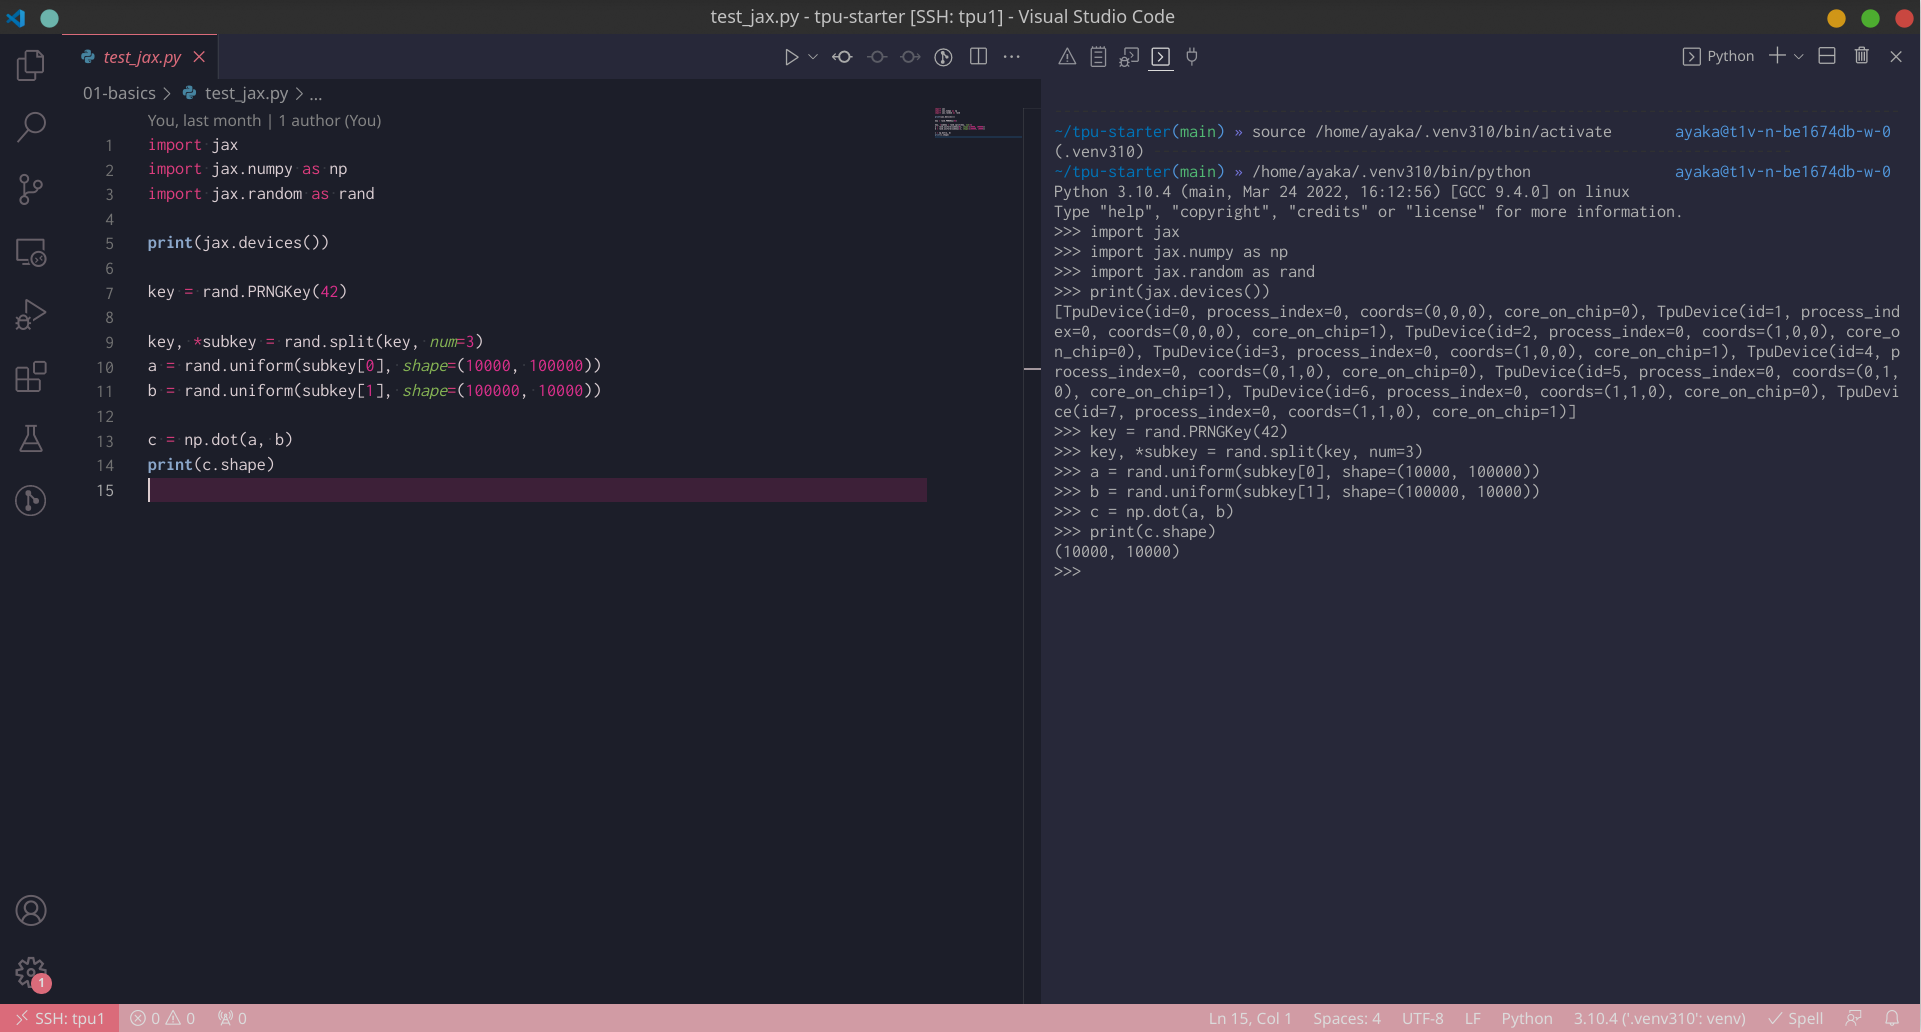 test_jax.py - tpu-starter [SSH: tpu1] - Visual Studio Code
test_jax.py
01-basics > test_jax.py > ...
You, last month | 1 author (You)
1 import jax
2 import jax.numpy as np
3 import jax.random as rand
4
5 print(jax.devices())
6
7 key = rand.PRNGKey(42)
8
9 key, *subkey = rand.split(key, num=3)
10 a = rand.uniform(subkey[0], shape=(10000, 100000))
11 b = rand.uniform(subkey[1], shape=(100000, 10000))
12
13 c = np.dot(a, b)
14 print(c.shape)
15
Python
~/tpu-starter(main) » source /home/ayaka/.venv310/bin/activate ayaka@t1v-n-be1674db-w-0
(.venv310)
~/tpu-starter(main) » /home/ayaka/.venv310/bin/python ayaka@t1v-n-be1674db-w-0
Python 3.10.4 (main, Mar 24 2022, 16:12:56) [GCC 9.4.0] on linux
Type "help", "copyright", "credits" or "license" for more information.
>>> import jax
>>> import jax.numpy as np
>>> import jax.random as rand
>>> print(jax.devices())
[TpuDevice(id=0, process_index=0, coords=(0,0,0), core_on_chip=0), TpuDevice(id=1, process_ind
ex=0, coords=(0,0,0), core_on_chip=1), TpuDevice(id=2, process_index=0, coords=(1,0,0), core_o
n_chip=0), TpuDevice(id=3, process_index=0, coords=(1,0,0), core_on_chip=1), TpuDevice(id=4, p
rocess_index=0, coords=(0,1,0), core_on_chip=0), TpuDevice(id=5, process_index=0, coords=(0,1,
0), core_on_chip=1), TpuDevice(id=6, process_index=0, coords=(1,1,0), core_on_chip=0), TpuDevi
ce(id=7, process_index=0, coords=(1,1,0), core_on_chip=1)]
>>> key = rand.PRNGKey(42)
>>> key, *subkey = rand.split(key, num=3)
>>> a = rand.uniform(subkey[0], shape=(10000, 100000))
>>> b = rand.uniform(subkey[1], shape=(100000, 10000))
>>> c = np.dot(a, b)
>>> print(c.shape)
(10000, 10000)
>>>
1
SSH: tpu1 0 0 0 Ln 15, Col 1 Spaces: 4 UTF-8 LF Python 3.10.4 ('.venv310': venv) Spell